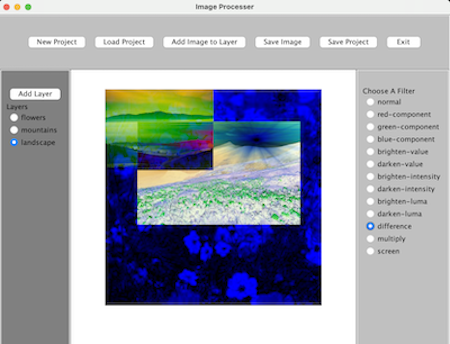 Image Processer
New Project
Load Project
Add Image to Layer
Save Image
Save Project
Exit
Add Layer
Layers
flowers
mountains
landscape
Choose A Filter
normal
red-component
green-component
blue-component
brighten-value
darken-value
brighten-intensity
darken-intensity
brighten-luma
darken-luma
difference
multiply
screen